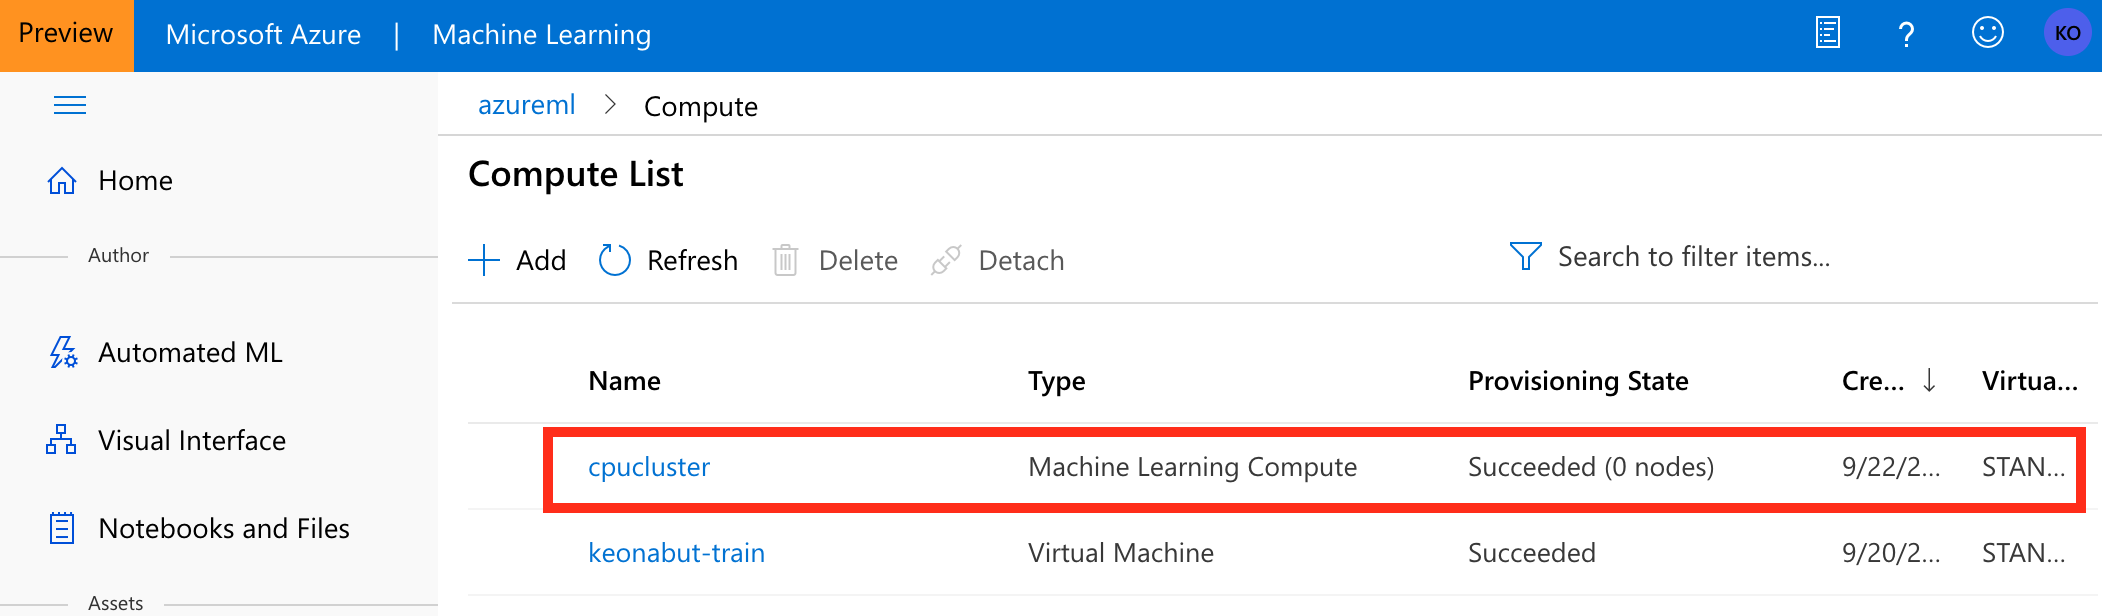 Preview Microsoft Azure | Machine Learning ? KO
azureml > Compute
Home
Author
Automated ML
Visual Interface
Notebooks and Files
Assets
Compute List
Add Refresh Delete Detach Search to filter items...
Name Type Provisioning State Cre... ↓ Virtua...
cpucluster Machine Learning Compute Succeeded (0 nodes) 9/22/2... STAN...
keonabut-train Virtual Machine Succeeded 9/20/2... STAN...